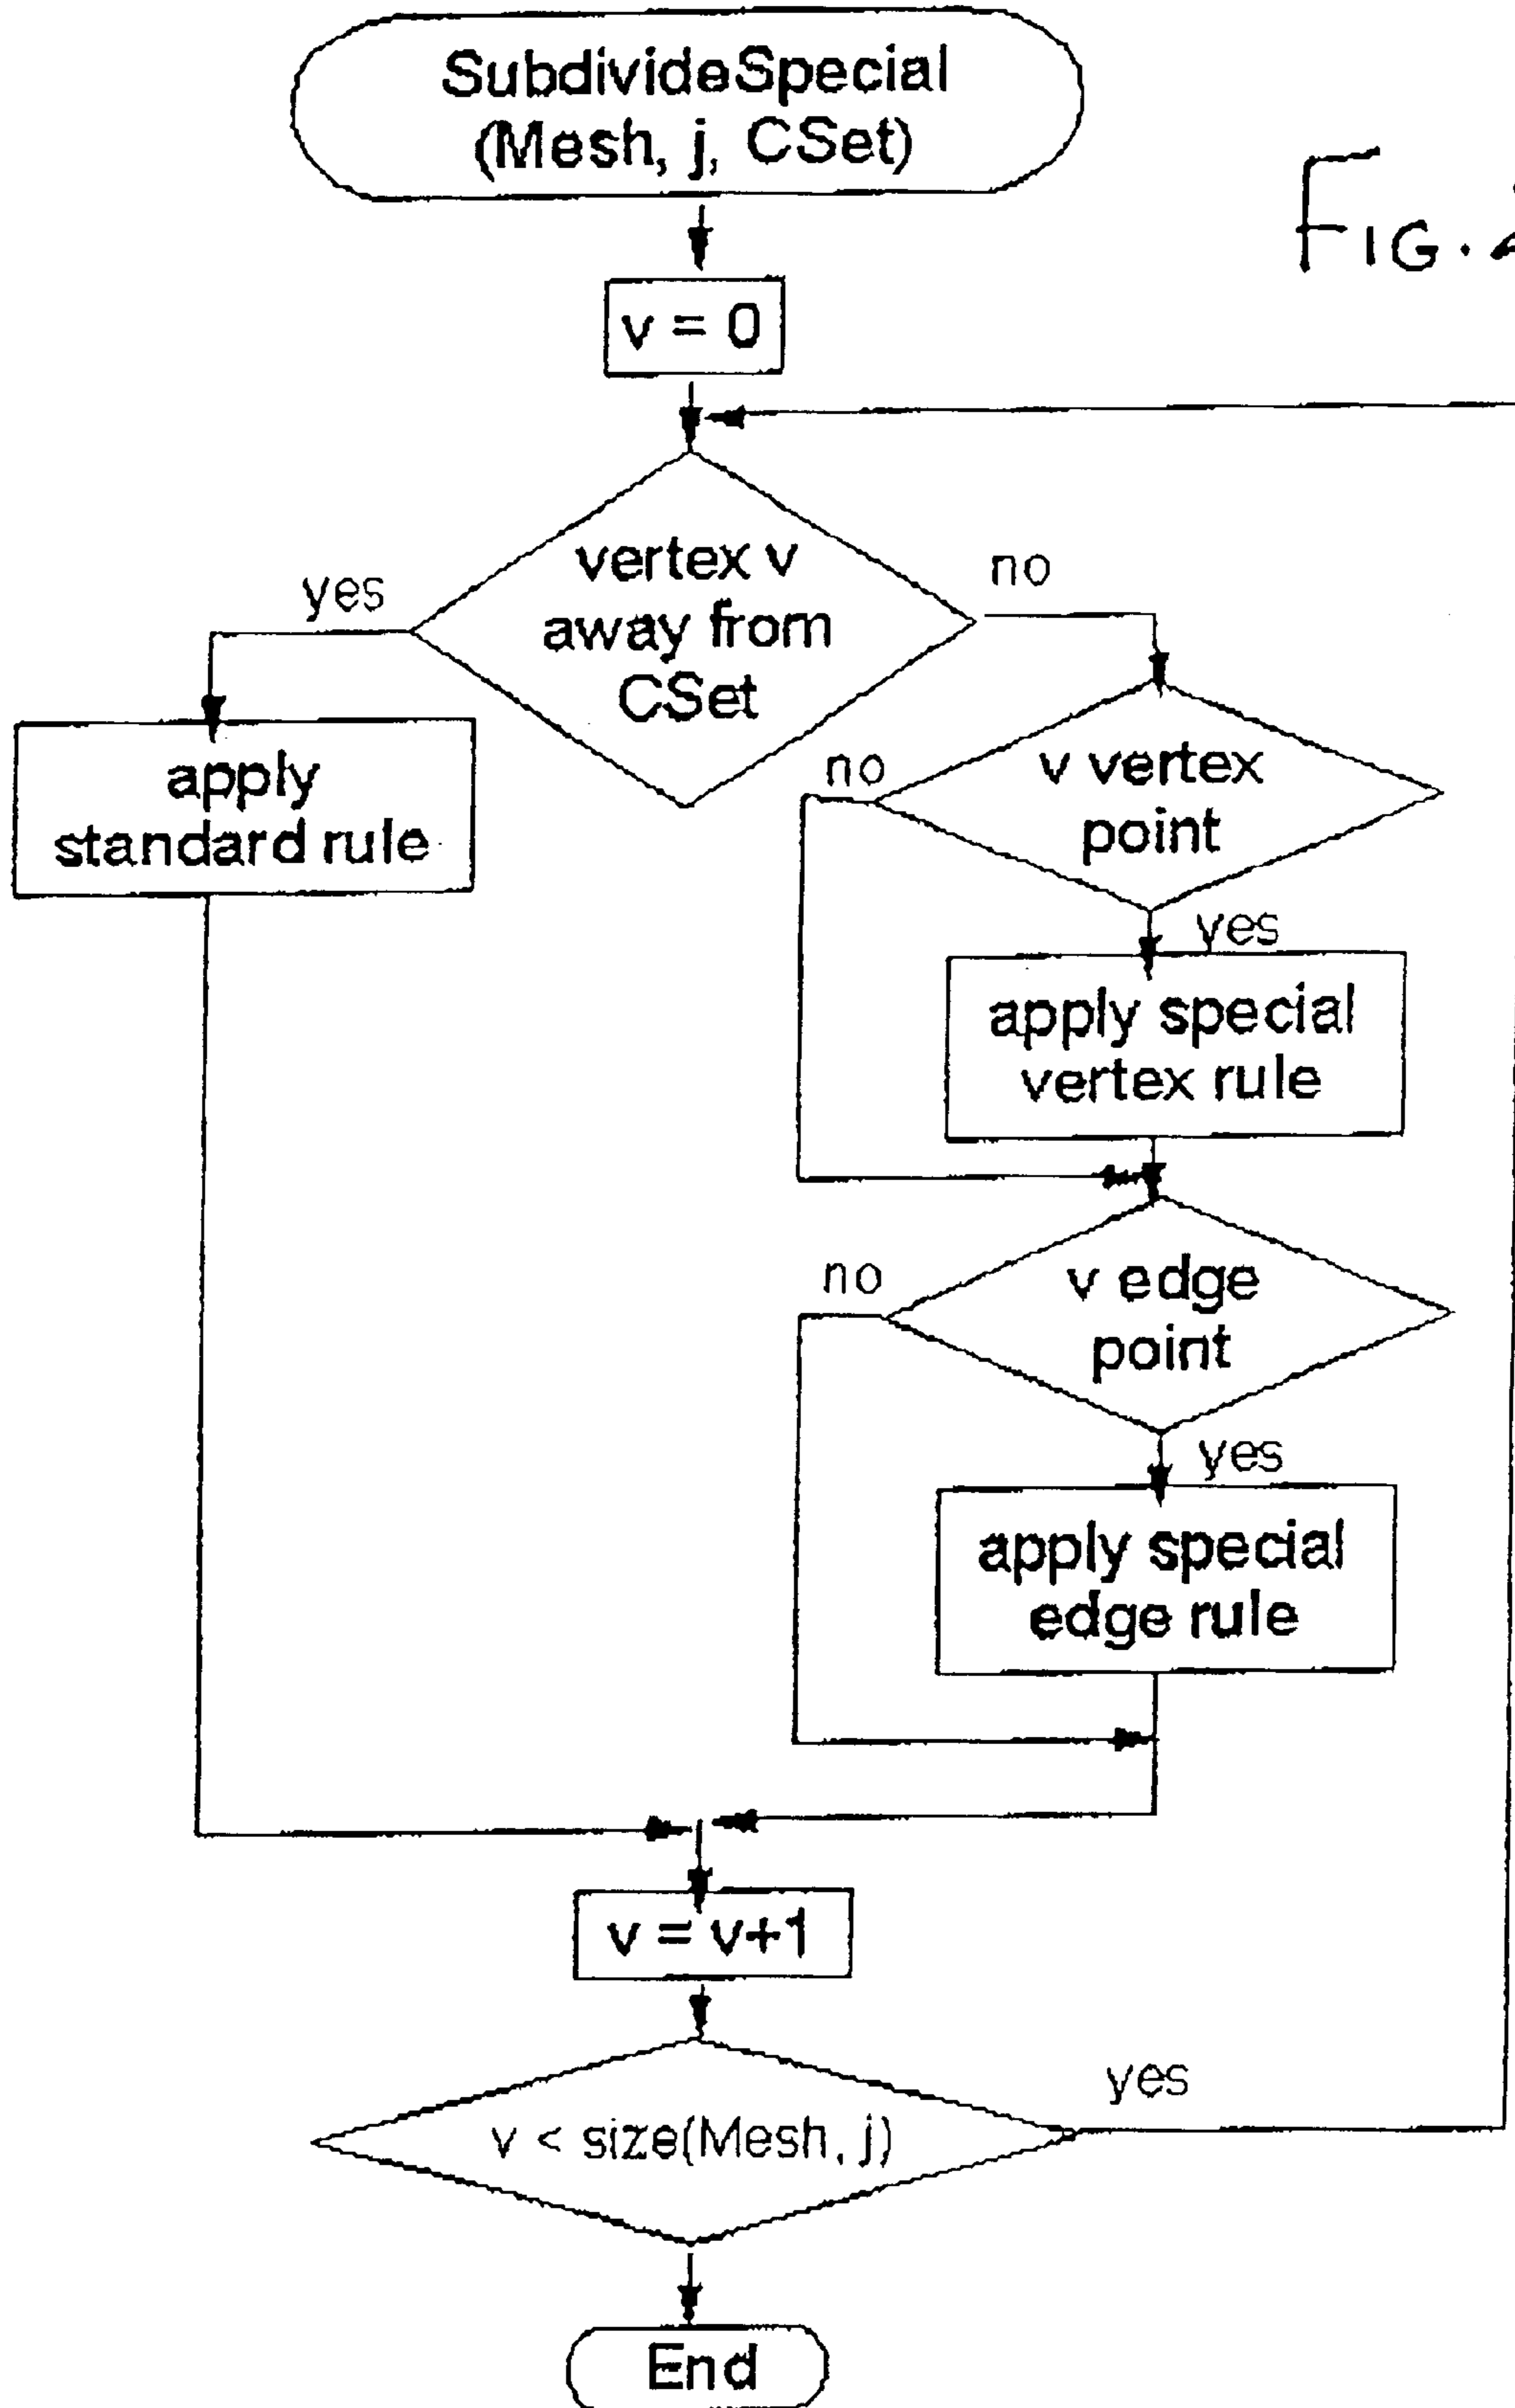 SubdivideSpecial
(Mesh, j, CSet)
FIG.
v = 0
vertex v
away from
CSet
yes
no
apply
standard rule
v vertex
point
no
yes
apply special
vertex rule
v edge
point
no
yes
apply special
edge rule
v = v+1
v < size(Mesh, j)
yes
End